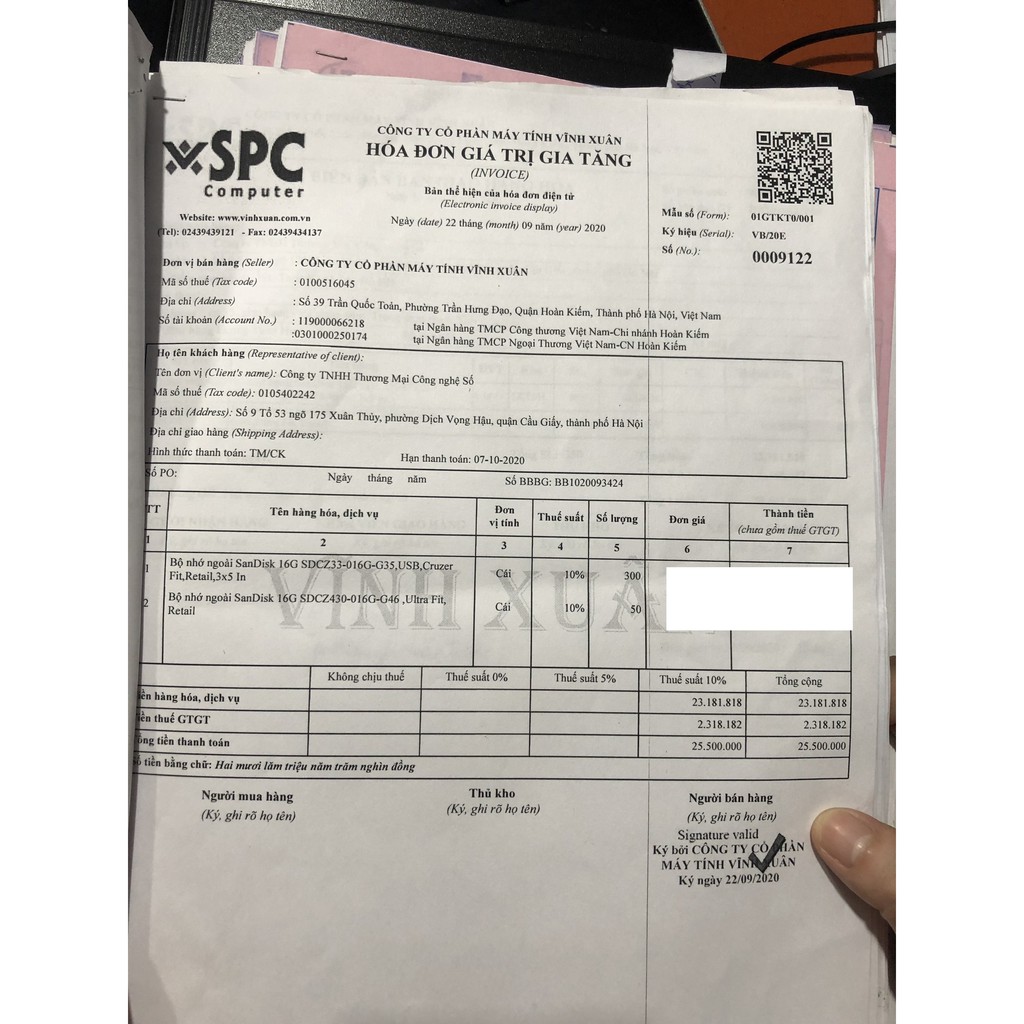 SPC
Computer
Website: www.vinhxuan.com.vn
(Tel): 02439439121 - Fax: 02439434137
CÔNG TY CỔ PHẦN MÁY TÍNH VĨNH XUÂN
HÓA ĐƠN GIÁ TRỊ GIA TĂNG
(INVOICE)
Bản thể hiện của hóa đơn điện tử
(Electronic invoice display)
Ngày (date) 22 tháng (month) 09 năm (year) 2020
Mẫu số (Form): 01GTKT0/001
Ký hiệu (Serial): VB/20E
Số (No.): 0009122
Đơn vị bán hàng (Seller) : CÔNG TY CỔ PHẦN MÁY TÍNH VĨNH XUÂN
Mã số thuế (Tax code) : 0100516045
Địa chỉ (Address) : Số 39 Trần Quốc Toản, Phường Trần Hưng Đạo, Quận Hoàn Kiếm, Thành phố Hà Nội, Việt Nam
Số tài khoản (Account No.) : 119000066218 tại Ngân hàng TMCP Công thương Việt Nam-Chi nhánh Hoàn Kiếm
:0301000250174 tại Ngân hàng TMCP Ngoại Thương Việt Nam-CN Hoàn Kiếm
Họ tên khách hàng (Representative of client):
Tên đơn vị (Client's name): Công ty TNHH Thương Mại Công nghệ Số
Mã số thuế (Tax code): 0105402242
Địa chỉ (Address): Số 9 Tổ 53 ngõ 175 Xuân Thủy, phường Dịch Vọng Hậu, quận Cầu Giấy, thành phố Hà Nội
Địa chỉ giao hàng (Shipping Address):
Hình thức thanh toán: TM/CK Hạn thanh toán: 07-10-2020
Số PO: Ngày tháng năm Số BBBG: BB1020093424
TT Tên hàng hóa, dịch vụ Đơn vị tính Thuế suất Số lượng Đơn giá Thành tiền (chưa gồm thuế GTGT)
1 2 3 4 5 6 7
1 Bộ nhớ ngoài SanDisk 16G SDCZ33-016G-G35,USB,Cruzer Cái 10% 300
Fit,Retail,3x5 In
2 Bộ nhớ ngoài SanDisk 16G SDCZ430-016G-G46 ,Ultra Fit, Cái 10% 50
Retail
VĨNH XUÂN
Không chịu thuế Thuế suất 0% Thuế suất 5% Thuế suất 10% Tổng cộng
iền hàng hóa, dịch vụ 23.181.818 23.181.818
iền thuế GTGT 2.318.182 2.318.182
ổng tiền thanh toán 25.500.000 25.500.000
ố tiền bằng chữ: Hai mươi lăm triệu năm trăm nghìn đồng
Người mua hàng Thủ kho Người bán hàng
(Ký, ghi rõ họ tên) (Ký, ghi rõ họ tên) (Ký, ghi rõ họ tên)
Signature valid
Ký bởi CÔNG TY CỔ PHẦN
MÁY TÍNH VĨNH XUÂN
Ký ngày 22/09/2020